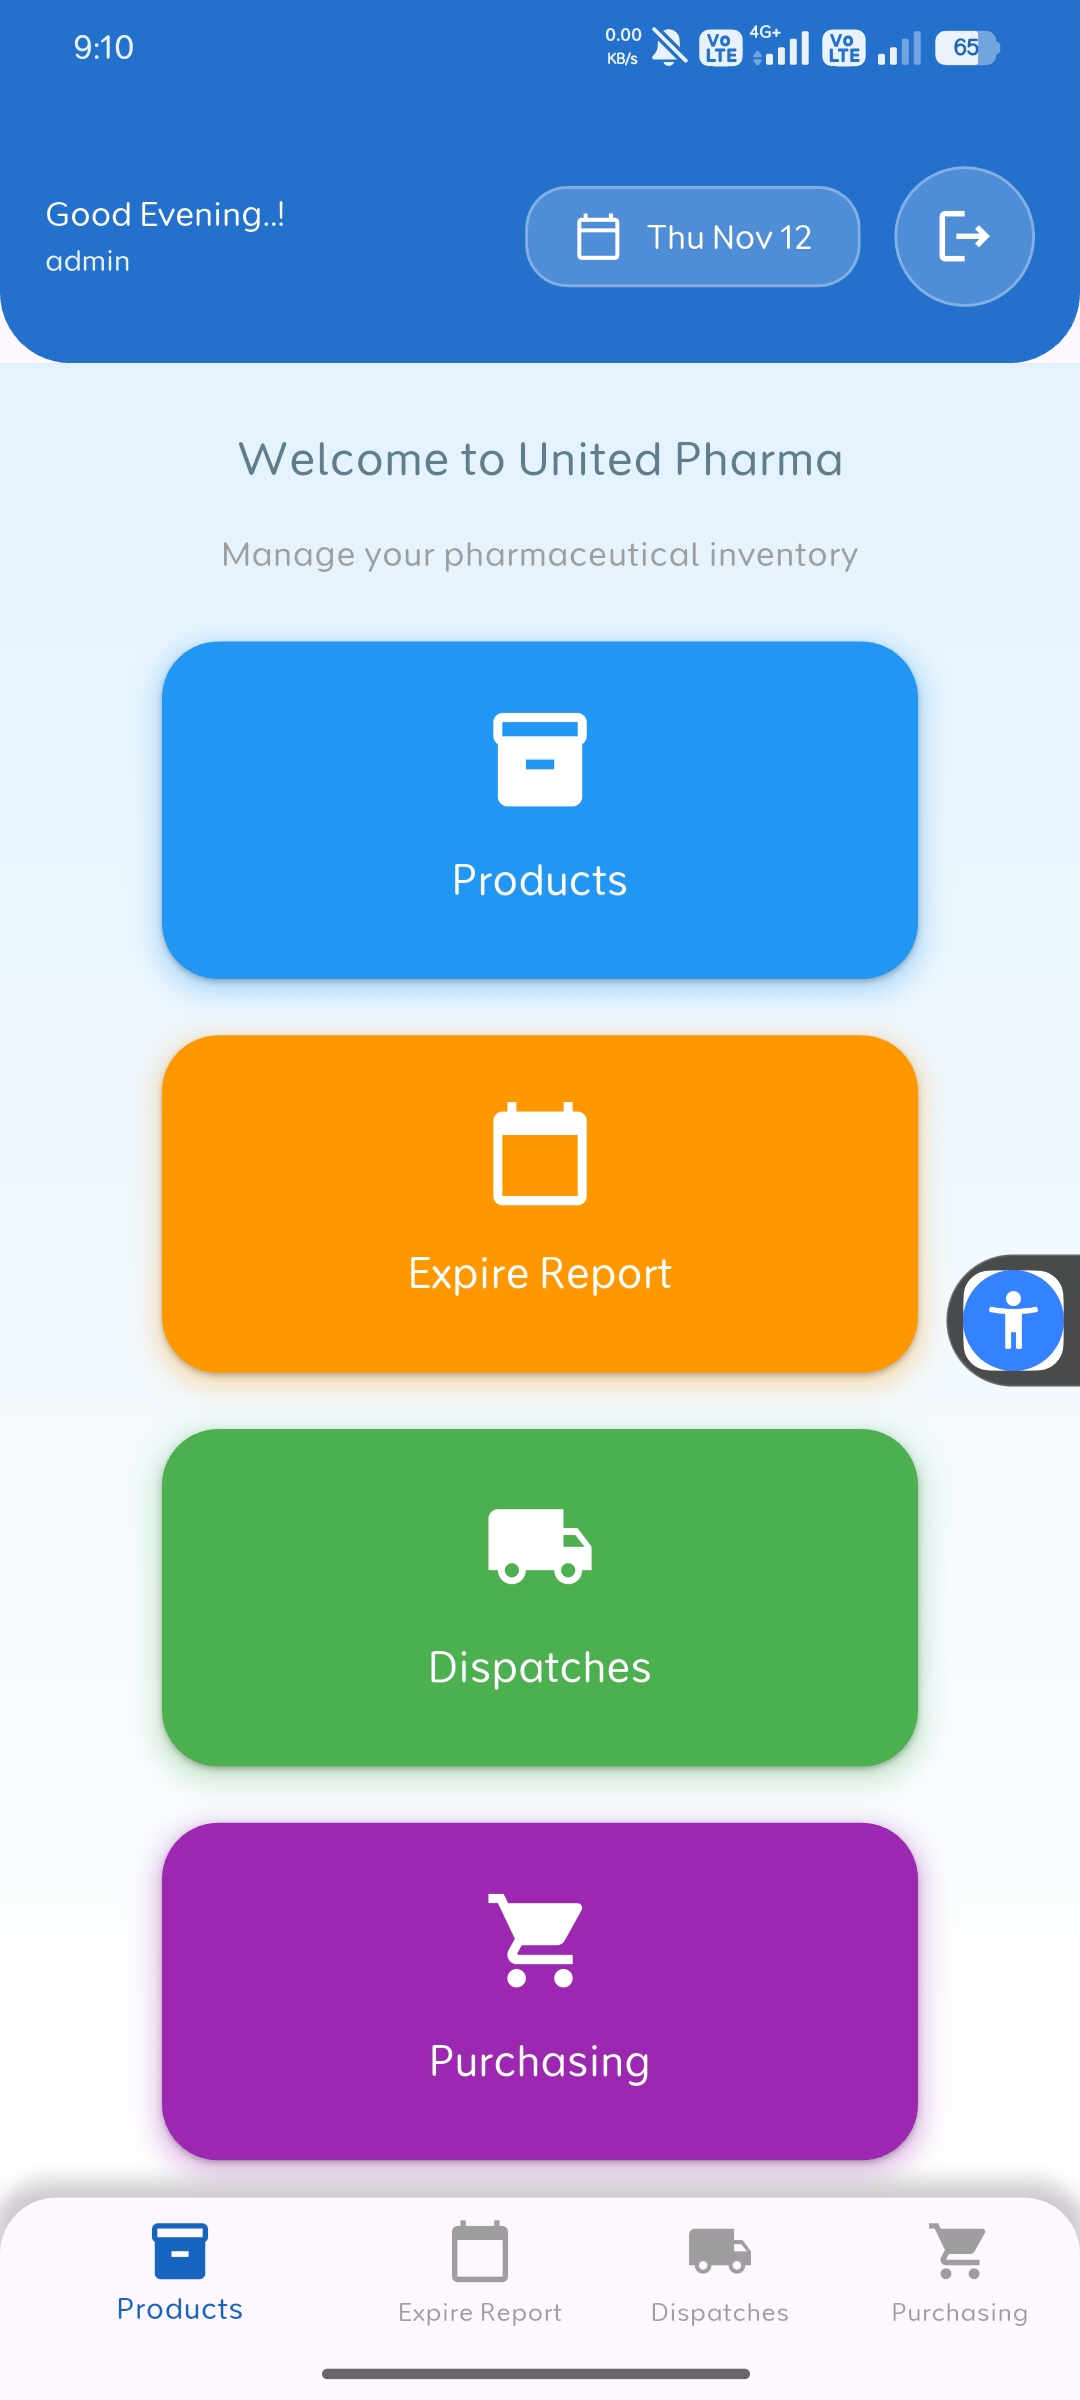 9:10
0.00
KB/s
Vo
LTE
4G+
Vo
LTE
65
Good Evening..!
admin
Thu Nov 12
Welcome to United Pharma
Manage your pharmaceutical inventory
Products
Expire Report
Dispatches
Purchasing
Products
Expire Report
Dispatches
Purchasing